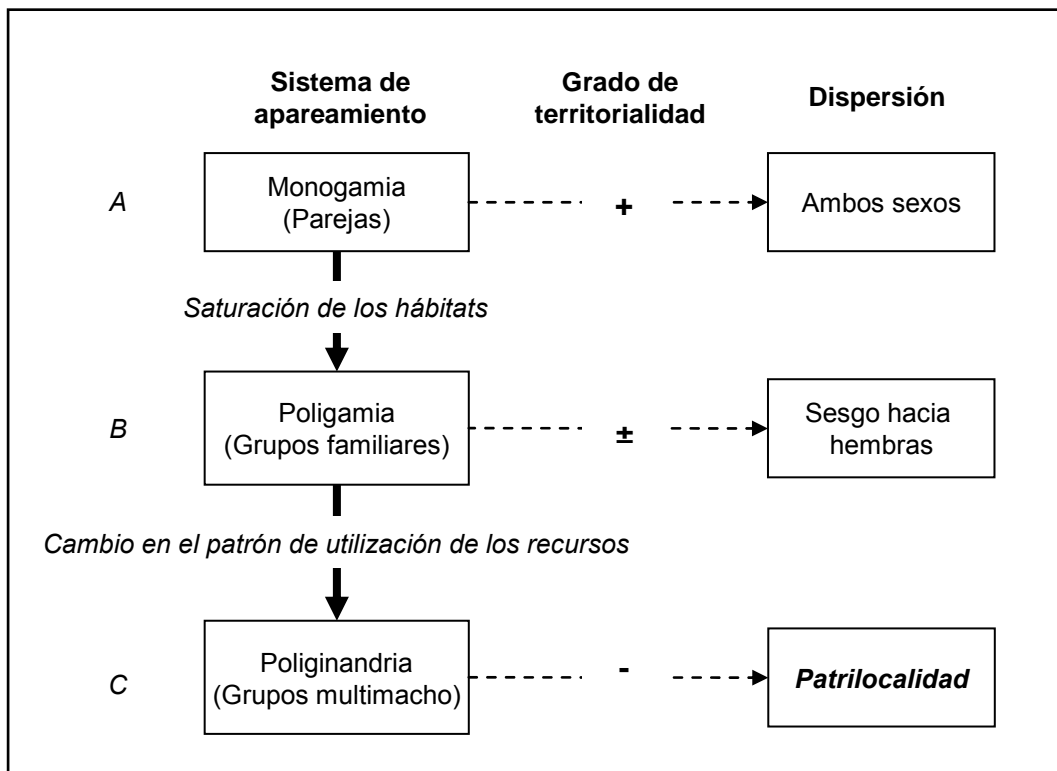 Sistema de
apareamiento
Grado de
territorialidad
Dispersión
A
Monogamia
(Parejas)
+
Ambos sexos
Saturación de los hábitats
B
Poligamia
(Grupos familiares)
±
Sesgo hacia
hembras
Cambio en el patrón de utilización de los recursos
C
Poliginandria
(Grupos multimacho)
-
Patrilocalidad